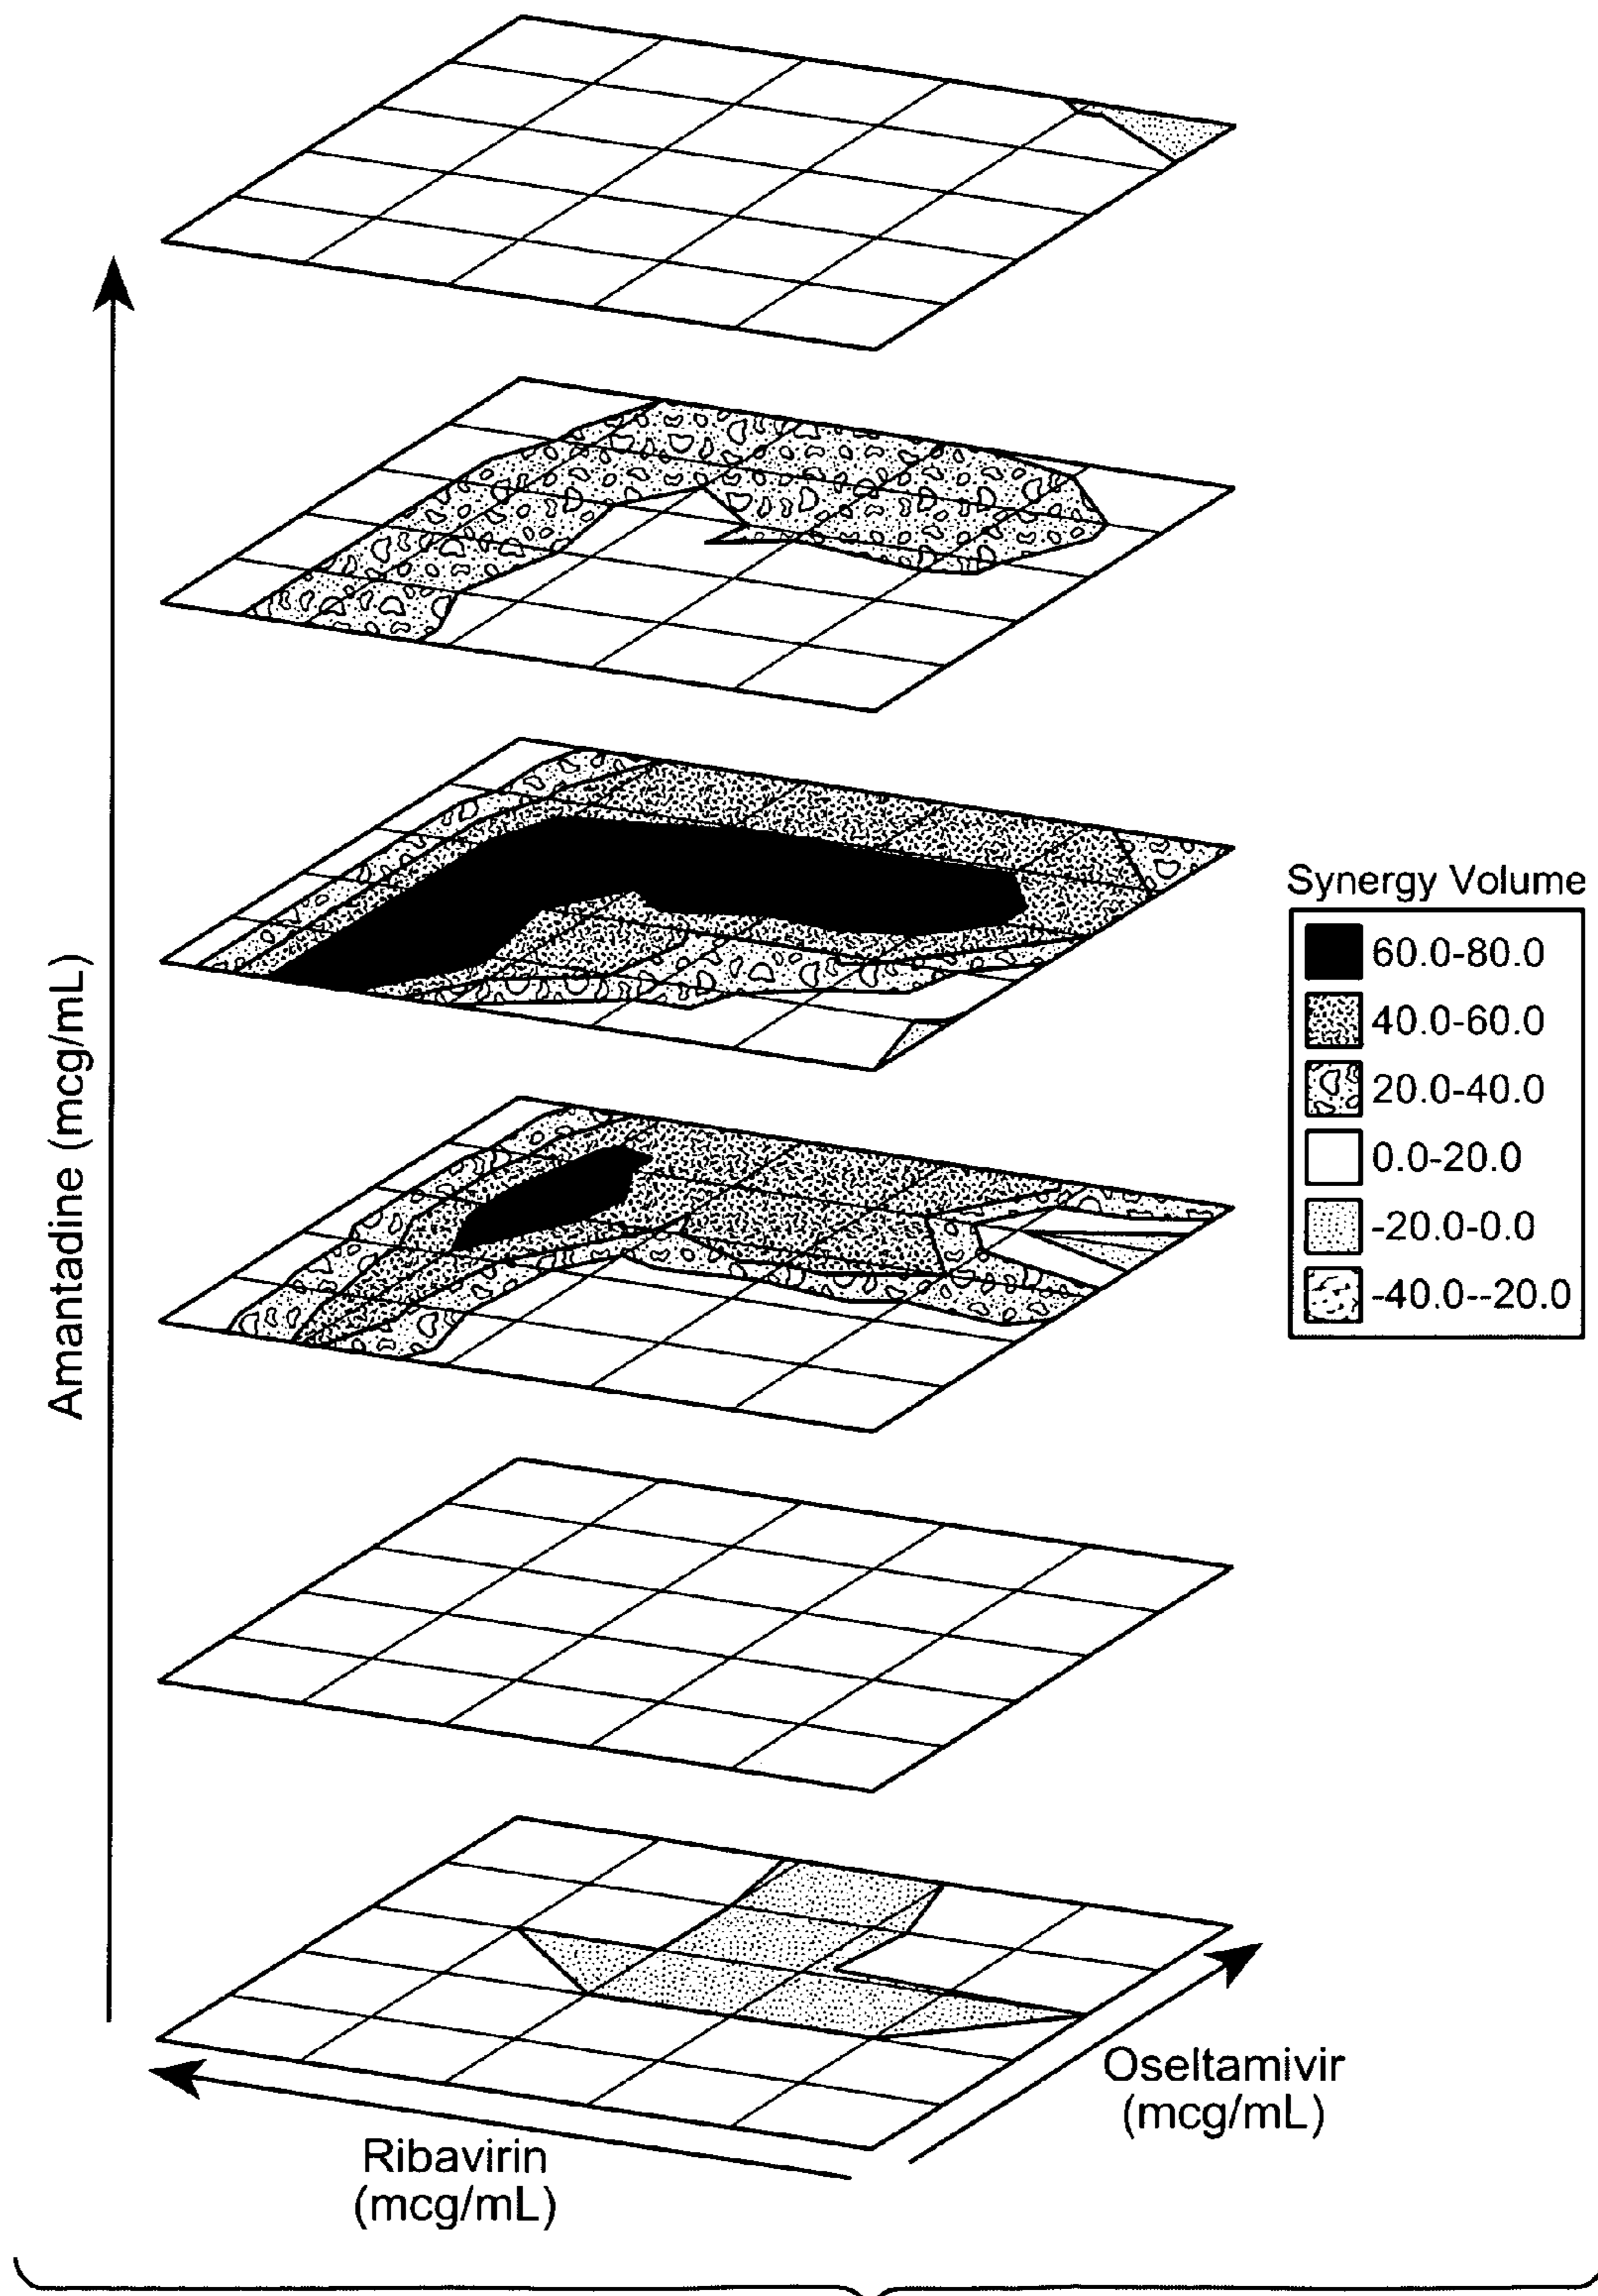 Amantadine (mcg/mL)
Synergy Volume
60.0-80.0
40.0-60.0
20.0-40.0
0.0-20.0
-20.0-0.0
-40.0--20.0
Oseltamivir
(mcg/mL)
Ribavirin
(mcg/mL)